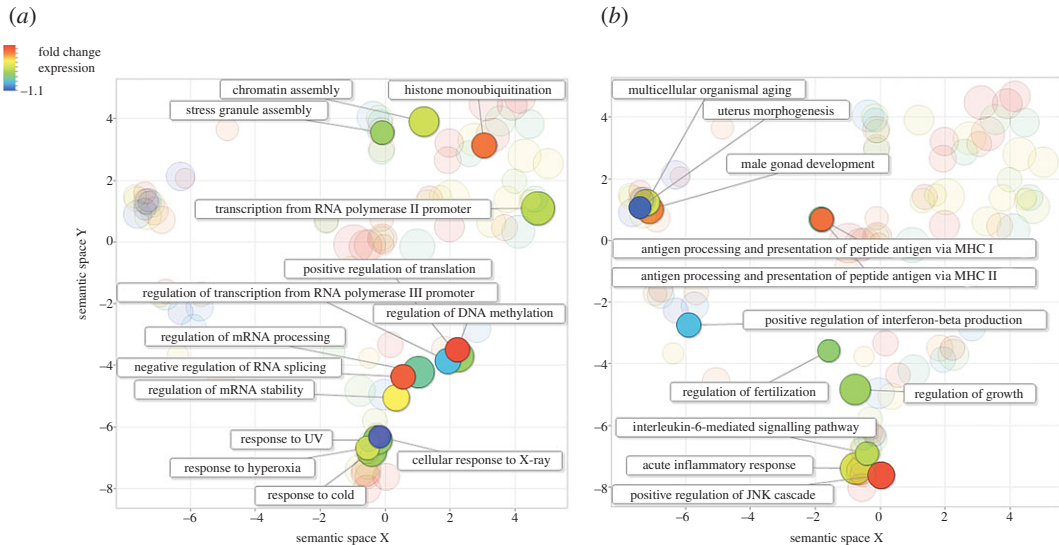 (a)
fold change
expression
–1.1
chromatin assembly
histone monoubiquitination
stress granule assembly
transcription from RNA polymerase II promoter
positive regulation of translation
regulation of transcription from RNA polymerase III promoter
regulation of DNA methylation
regulation of mRNA processing
negative regulation of RNA splicing
regulation of mRNA stability
response to UV
cellular response to X-ray
response to hyperoxia
response to cold
4
2
0
–2
–4
–6
–8
semantic space Y
–6
–4
–2
0
2
4
semantic space X
(b)
multicellular organismal aging
uterus morphogenesis
male gonad development
antigen processing and presentation of peptide antigen via MHC I
antigen processing and presentation of peptide antigen via MHC II
positive regulation of interferon-beta production
regulation of fertilization
regulation of growth
interleukin-6-mediated signalling pathway
acute inflammatory response
positive regulation of JNK cascade
4
2
0
–2
–4
–6
–8
–6
–4
–2
0
2
4
semantic space X